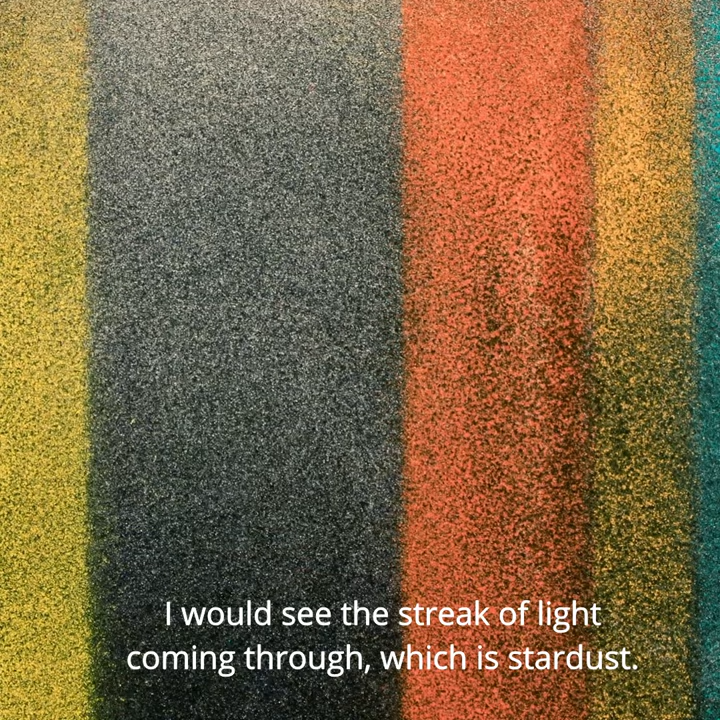 I would see the streak of light
coming through, which is stardust.